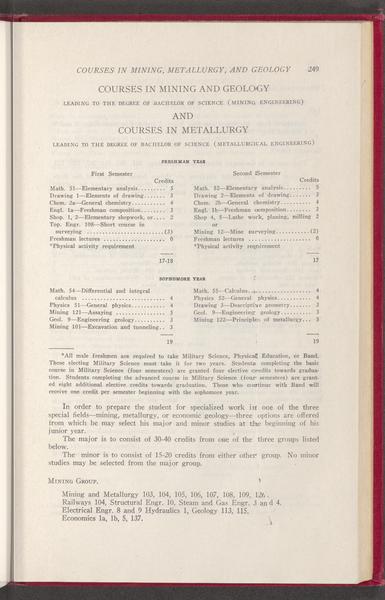 COURSES IN MINING, METALLURGY, AND GEOLOGY 249
COURSES IN MINING AND GEOLOGY
LEADING TO THE DEGREE OF BACHELOR OF SCIENCE (MINING ENGINEERING)
AND
COURSES IN METALLURGY
LEADING TO THE DEGREE OF BACHELOR OF SCIENCE (METALLURGICAL ENGINEERING)
FRESHMAN YEAR
First Semester
Credits
Math. 51—Elementary analysis.......... 5
Drawing 1—Elements of drawing........ 3
Chem. 2a—General chemistry........... 4
Engl. 1a—Freshman composition........ 3
Shop. 1, 2—Elementary shopwork, or... 2
Top. Engr. 108—Short course in
surveying ..........................(3)
Freshmen lectures .................... 0
*Physical activity requirement
17-18
Second Semester
Credits
Math. 52—Elementary analysis......... 5
Drawing 2—Elements of drawing........ 3
Chem. 2b—General chemistry.......... 4
Engl. 1b—Freshman composition....... 3
Shop 4, 5—Lathe work, planing, milling 2
or
Mining 12—Mine surveying............(2)
Freshmen lectures .................... 0
*Physical activity requirement
17
SOPHOMORE YEAR
Math. 54—Differential and integral
calculus ............................. 4
Physics 51—General physics............ 4
Mining 121—Assaying ................. 5
Geol. 9—Engineering geology.......... 3
Mining 101—Excavation and tunneling.. 3
19
Math. 55—Calculus.................... 4
Physics 52—General physics........... 4
Drawing 3—Descriptive geometry....... 3
Geol. 9—Engineering geology.......... 3
Mining 122—Principles of metallurgy... 3
19
*All male freshmen are required to take Military Science, Physical Education, or Band.
Those electing Military Science must take it for two years. Students completing the basic
course in Military Science (four semesters) are granted four elective credits towards gradua-
tion. Students completing the advanced course in Military Science (four semesters) are grant-
ed eight additional elective credits towards graduation. Those who continue with Band will
receive one credit per semester beginning with the sophomore year.
In order to prepare the student for specialized work in one of the three
special fields—mining, metallurgy, or economic geology—three options are offered
from which he may select his major and minor studies at the beginning of his
junior year.
The major is to consist of 30-40 credits from one of the three groups listed
below.
The minor is to consist of 15-20 credits from either other group. No minor
studies may be selected from the major group.
MINING GROUP.
Mining and Metallurgy 103, 104, 105, 106, 107, 108, 109, 126.
Railways 104, Structural Engr. 10, Steam and Gas Engr. 3 and 4.
Electrical Engr. 8 and 9 Hydraulics 1, Geology 113, 115.
Economics 1a, 1b, 5, 137.